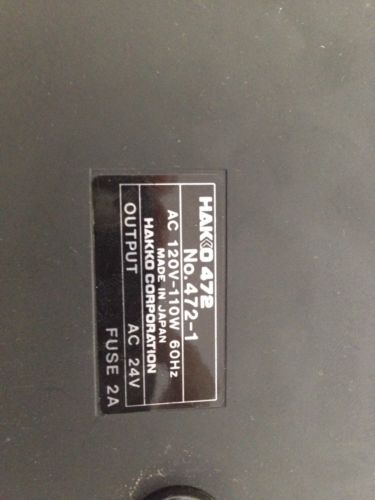 HAKKO 472
No.472-1
AC 120V-110W 60Hz
MADE IN JAPAN
HAKKO CORPORATION
OUTPUT AC 24V
FUSE 2A